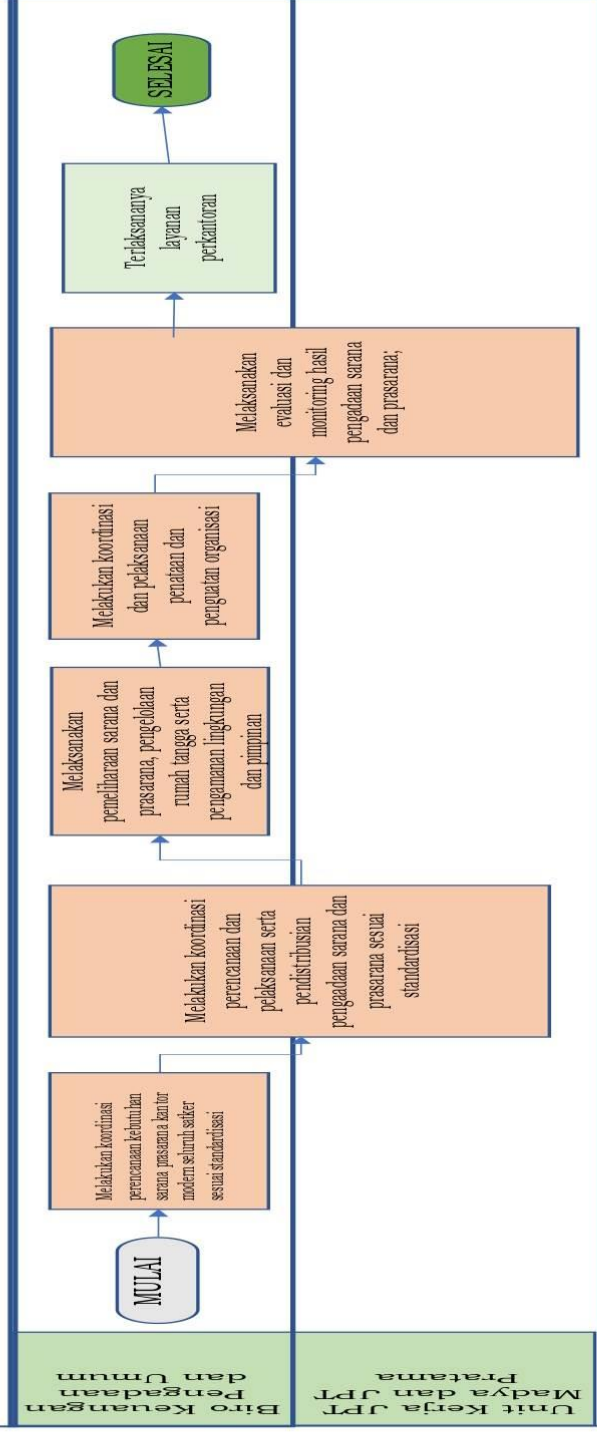 Biro Keuangan
Pengadaan
dan Umum
Unit Kerja JPT
Madya dan JPT
Pratama
MULAI
Melakukan koordinasi
perencanaan kebutuhan
sarana prasarana kantor
modern seluruh satker
sesuai standardisasi
Melakukan koordinasi
perencanaan dan
pelaksanaan serta
pendistribusian
pengaadaan sarana dan
prasarana sesuai
standardisasi
Melaksanakan
pemeliharaan sarana dan
prasarana, pengelolaan
rumah tangga serta
pengamanan lingkungan
dan pimpinan
Melakukan koordinasi
dan pelaksanaan
penataan dan
penguatan organisasi
Melaksanakan
evaluasi dan
monitoring hasil
pengadaan sarana
dan prasarana;
Terlaksananya
layanan
perkantoran
SELESAI